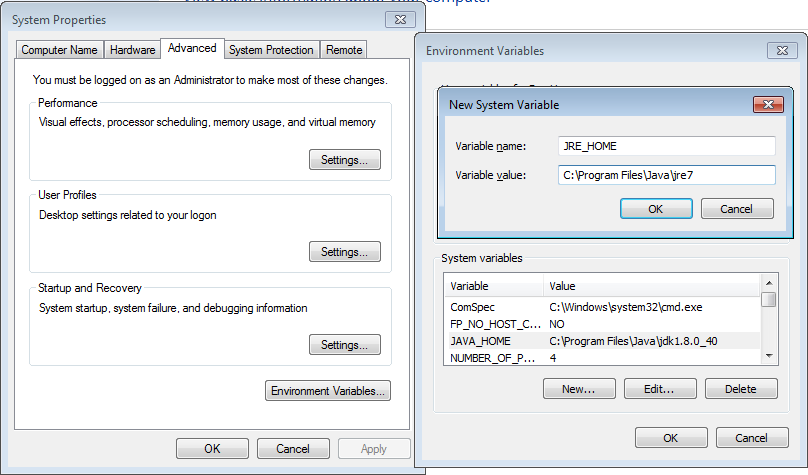 System Properties
Computer Name Hardware Advanced System Protection Remote
You must be logged on as an Administrator to make most of these changes.
Performance
Visual effects, processor scheduling, memory usage, and virtual memory
Settings...
User Profiles
Desktop settings related to your logon
Settings...
Startup and Recovery
System startup, system failure, and debugging information
Settings...
Environment Variables...
OK Cancel Apply
Environment Variables
New System Variable
Variable name: JRE_HOME
Variable value: C:\Program Files\Java\jre7
OK Cancel
System variables
Variable Value
ComSpec C:\Windows\system32\cmd.exe
FP_NO_HOST_C... NO
JAVA_HOME C:\Program Files\Java\jdk1.8.0_40
NUMBER_OF_P... 4
New... Edit... Delete
OK Cancel